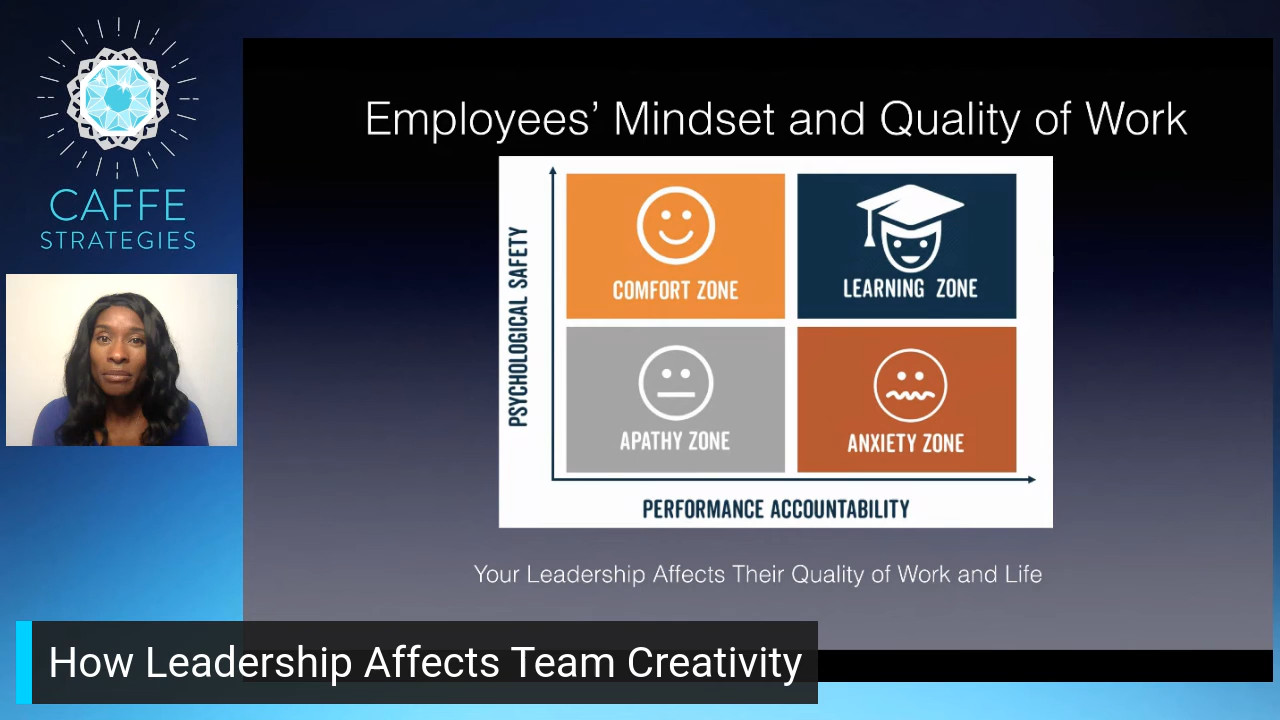 CAFFE
STRATEGIES
Employees’ Mindset and Quality of Work
PSYCHOLOGICAL SAFETY
COMFORT ZONE
LEARNING ZONE
APATHY ZONE
ANXIETY ZONE
PERFORMANCE ACCOUNTABILITY
Your Leadership Affects Their Quality of Work and Life
How Leadership Affects Team Creativity